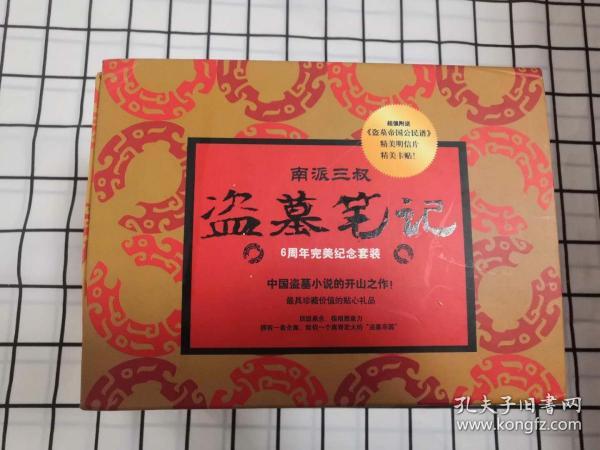 超值附送
《盗墓帝国公民谱》
精美明信片
精美卡贴！
南派三叔
盗墓笔记
6周年完美纪念套装
中国盗墓小说的开山之作！
最具珍藏价值的贴心礼品
孔夫子旧书网
www.kongfz.com